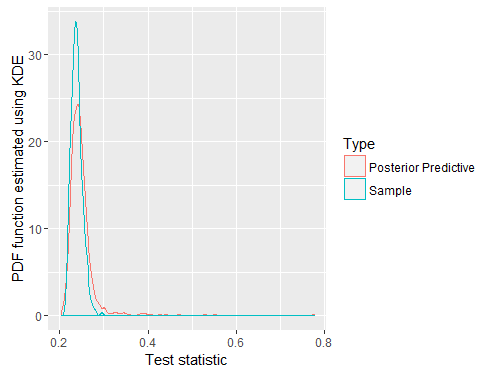 PDF function estimated using KDE
30
20
10
0
0.2
0.4
0.6
0.8
Test statistic
Type
Posterior Predictive
Sample